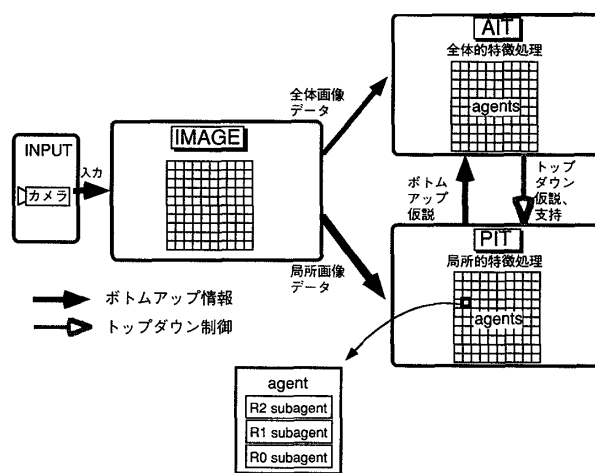 INPUT
カメラ
入力
IMAGE
全体画像
データ
局所画像
データ
AIT
全体的特徴処理
agents
ボトム
アップ
仮説
トップ
ダウン
仮説、
支持
PIT
局所的特徴処理
agents
ボトムアップ情報
トップダウン制御
agent
R2 subagent
R1 subagent
R0 subagent